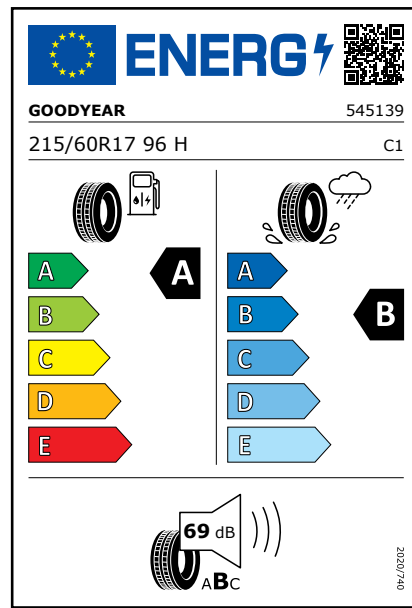 ENERG
GOODYEAR 545139
215/60R17 96 H C1
A A A
B B B
C C
D D
E E
69 dB
ABC
2020/740